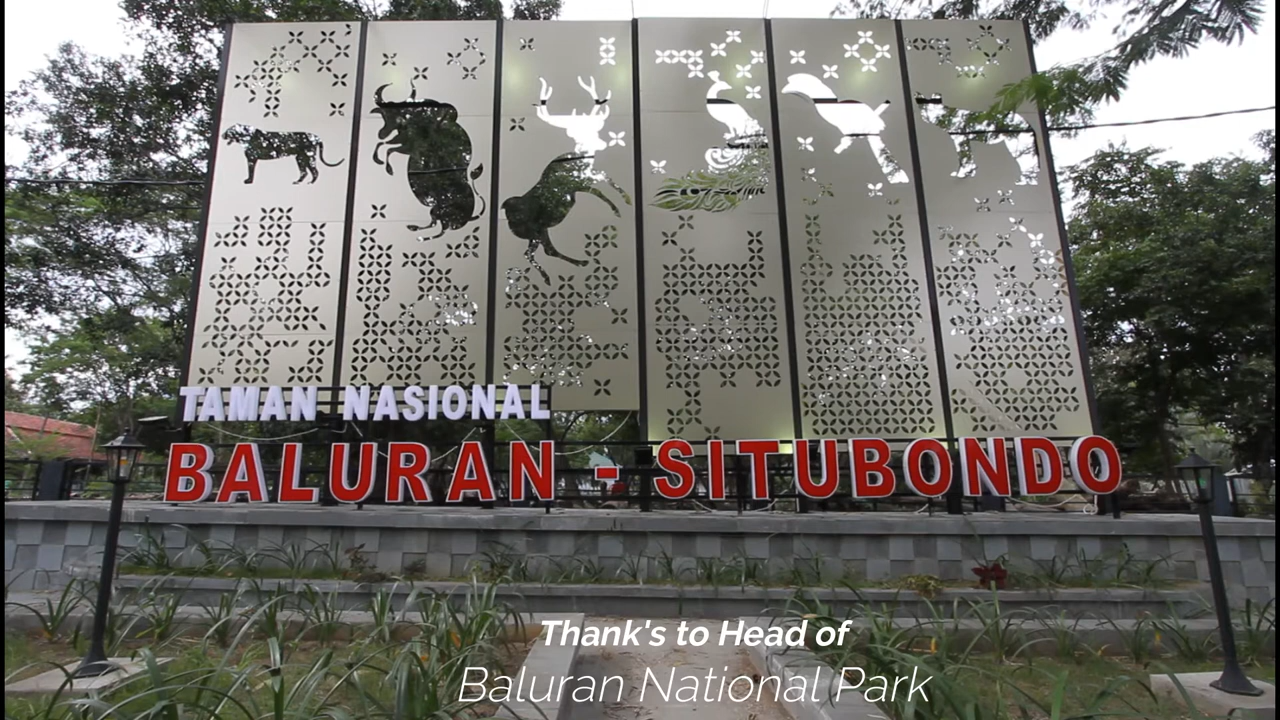 TAMAN NASIONAL
BALURAN - SITUBONDO
Thank's to Head of
Baluran National Park